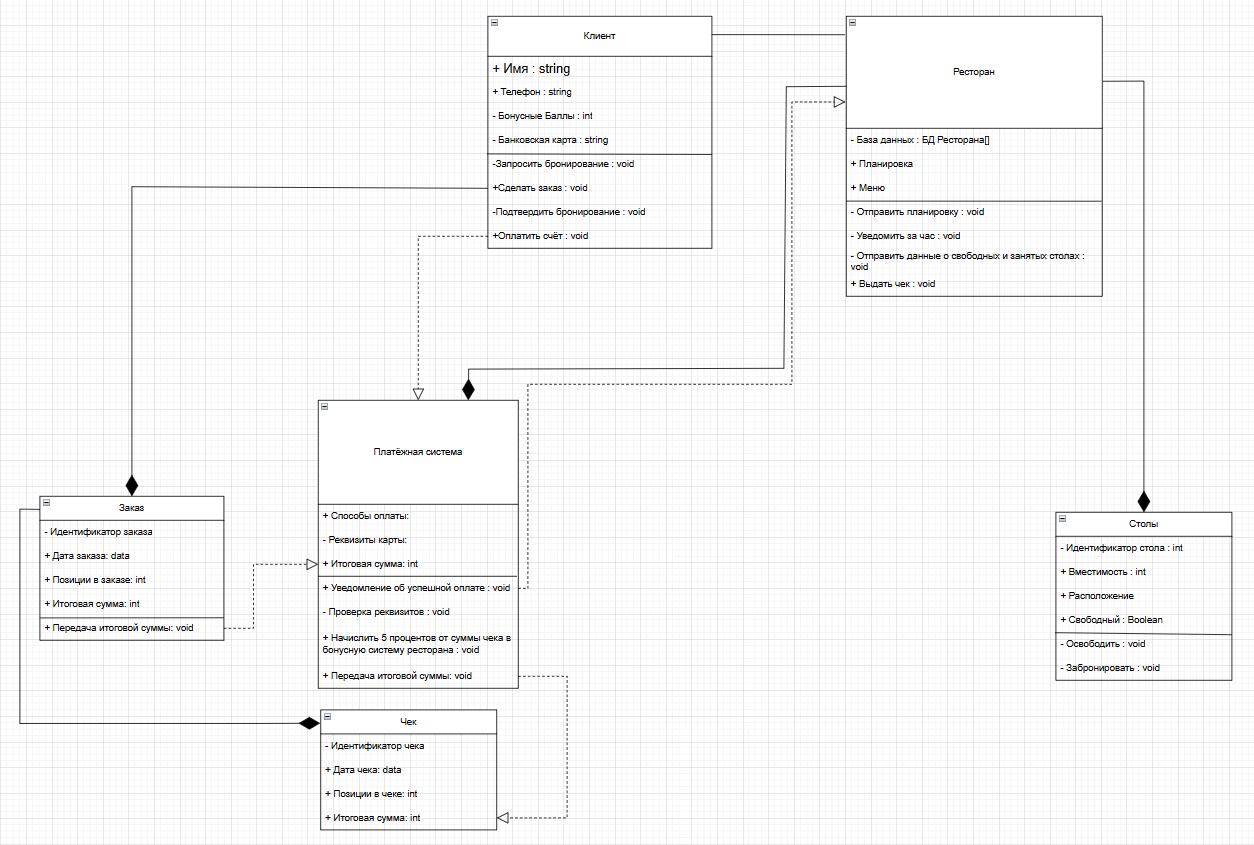 Клиент
+ Имя : string
+ Телефон : string
- Бонусные Баллы : int
- Банковская карта : string
-Запросить бронирование : void
+Сделать заказ : void
-Подтвердить бронирование : void
+Оплатить счёт : void
Ресторан
- База данных : БД Ресторана[]
+ Планировка
+ Меню
- Отправить планировку : void
- Уведомить за час : void
- Отправить данные о свободных и занятых столах :
void
+ Выдать чек : void
Платёжная система
+ Способы оплаты:
- Реквизиты карты:
+ Итоговая сумма: int
+ Уведомление об успешной оплате : void
- Проверка реквизитов : void
+ Начислить 5 процентов от суммы чека в
бонусную систему ресторана : void
+ Передача итоговой суммы: void
Заказ
- Идентификатор заказа
+ Дата заказа: data
+ Позиции в заказе: int
+ Итоговая сумма: int
+ Передача итоговой суммы: void
Столы
- Идентификатор стола : int
+ Вместимость : int
+ Расположение
+ Свободный : Boolean
- Освободить : void
- Забронировать : void
Чек
- Идентификатор чека
+ Дата чека: data
+ Позиции в чеке: int
+ Итоговая сумма: int